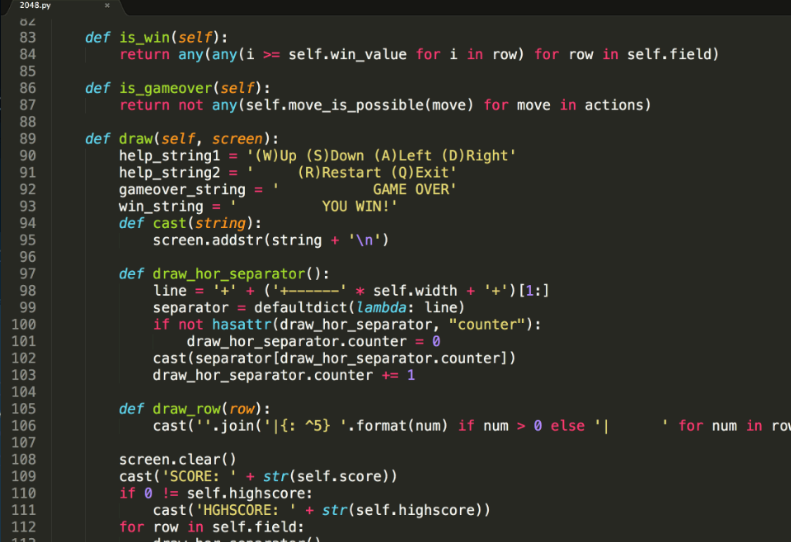 2048.py ×
82
83 def is_win(self):
84 return any(any(i >= self.win_value for i in row) for row in self.field)
85
86 def is_gameover(self):
87 return not any(self.move_is_possible(move) for move in actions)
88
89 def draw(self, screen):
90 help_string1 = '(W)Up (S)Down (A)Left (D)Right'
91 help_string2 = '     (R)Restart (Q)Exit'
92 gameover_string = '           GAME OVER'
93 win_string = '          YOU WIN!'
94 def cast(string):
95 screen.addstr(string + '\n')
96
97 def draw_hor_separator():
98 line = '+' + ('+------' * self.width + '+')[1:]
99 separator = defaultdict(lambda: line)
100 if not hasattr(draw_hor_separator, "counter"):
101 draw_hor_separator.counter = 0
102 cast(separator[draw_hor_separator.counter])
103 draw_hor_separator.counter += 1
104
105 def draw_row(row):
106 cast(''.join('|{: ^5} '.format(num) if num > 0 else '|      ' for num in row
107
108 screen.clear()
109 cast('SCORE: ' + str(self.score))
110 if 0 != self.highscore:
111 cast('HGHSCORE: ' + str(self.highscore))
112 for row in self.field:
113 draw_hor_separator()